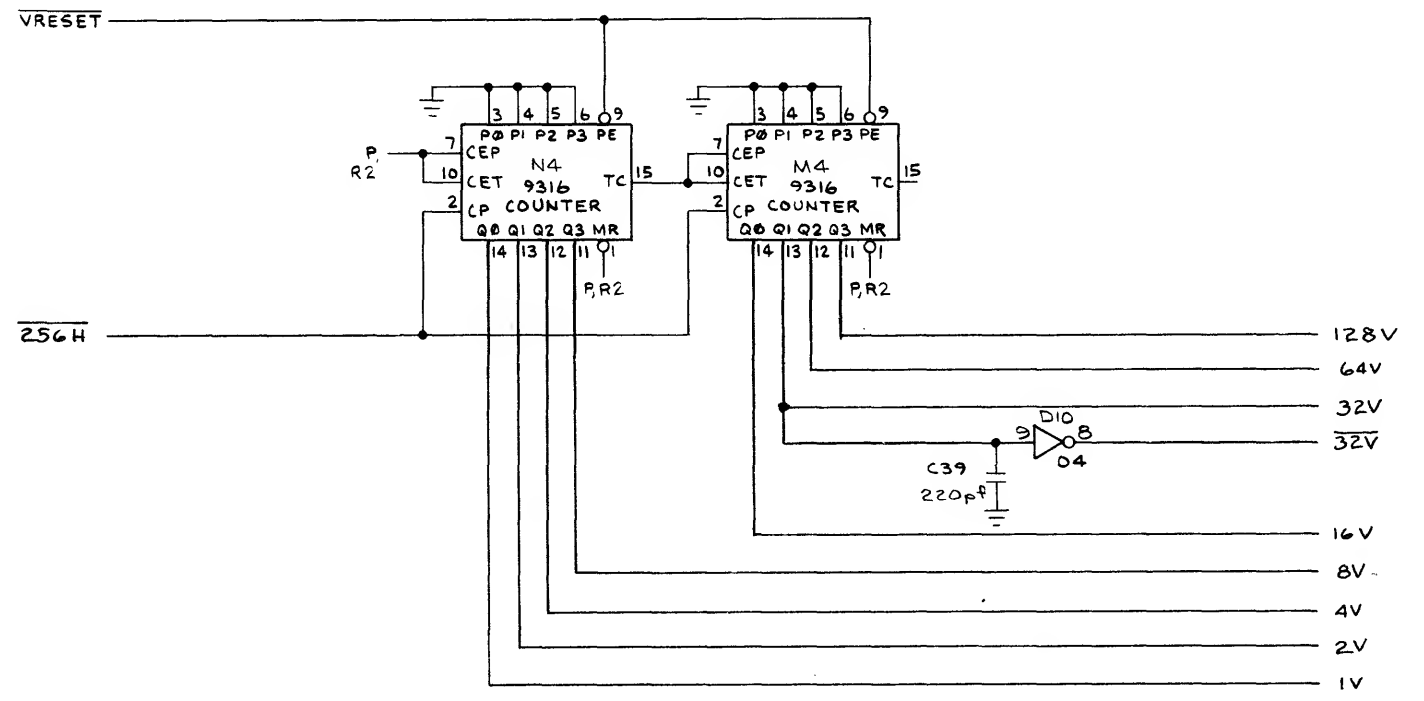 VRESET
3 4 5 6 9
P0 P1 P2 P3 PE
7 CEP
P,
R2
10 CET
N4
9316
COUNTER
TC 15
2 CP
Q0 Q1 Q2 Q3 MR
14 13 12 11 1
P,R2
3 4 5 6 9
P0 P1 P2 P3 PE
7 CEP
10 CET
M4
9316
COUNTER
TC 15
2 CP
Q0 Q1 Q2 Q3 MR
14 13 12 11 1
P,R2
256H
128V
64V
32V
D10
9 8
04
32V
C39
220pf
16V
8V
4V
2V
1V